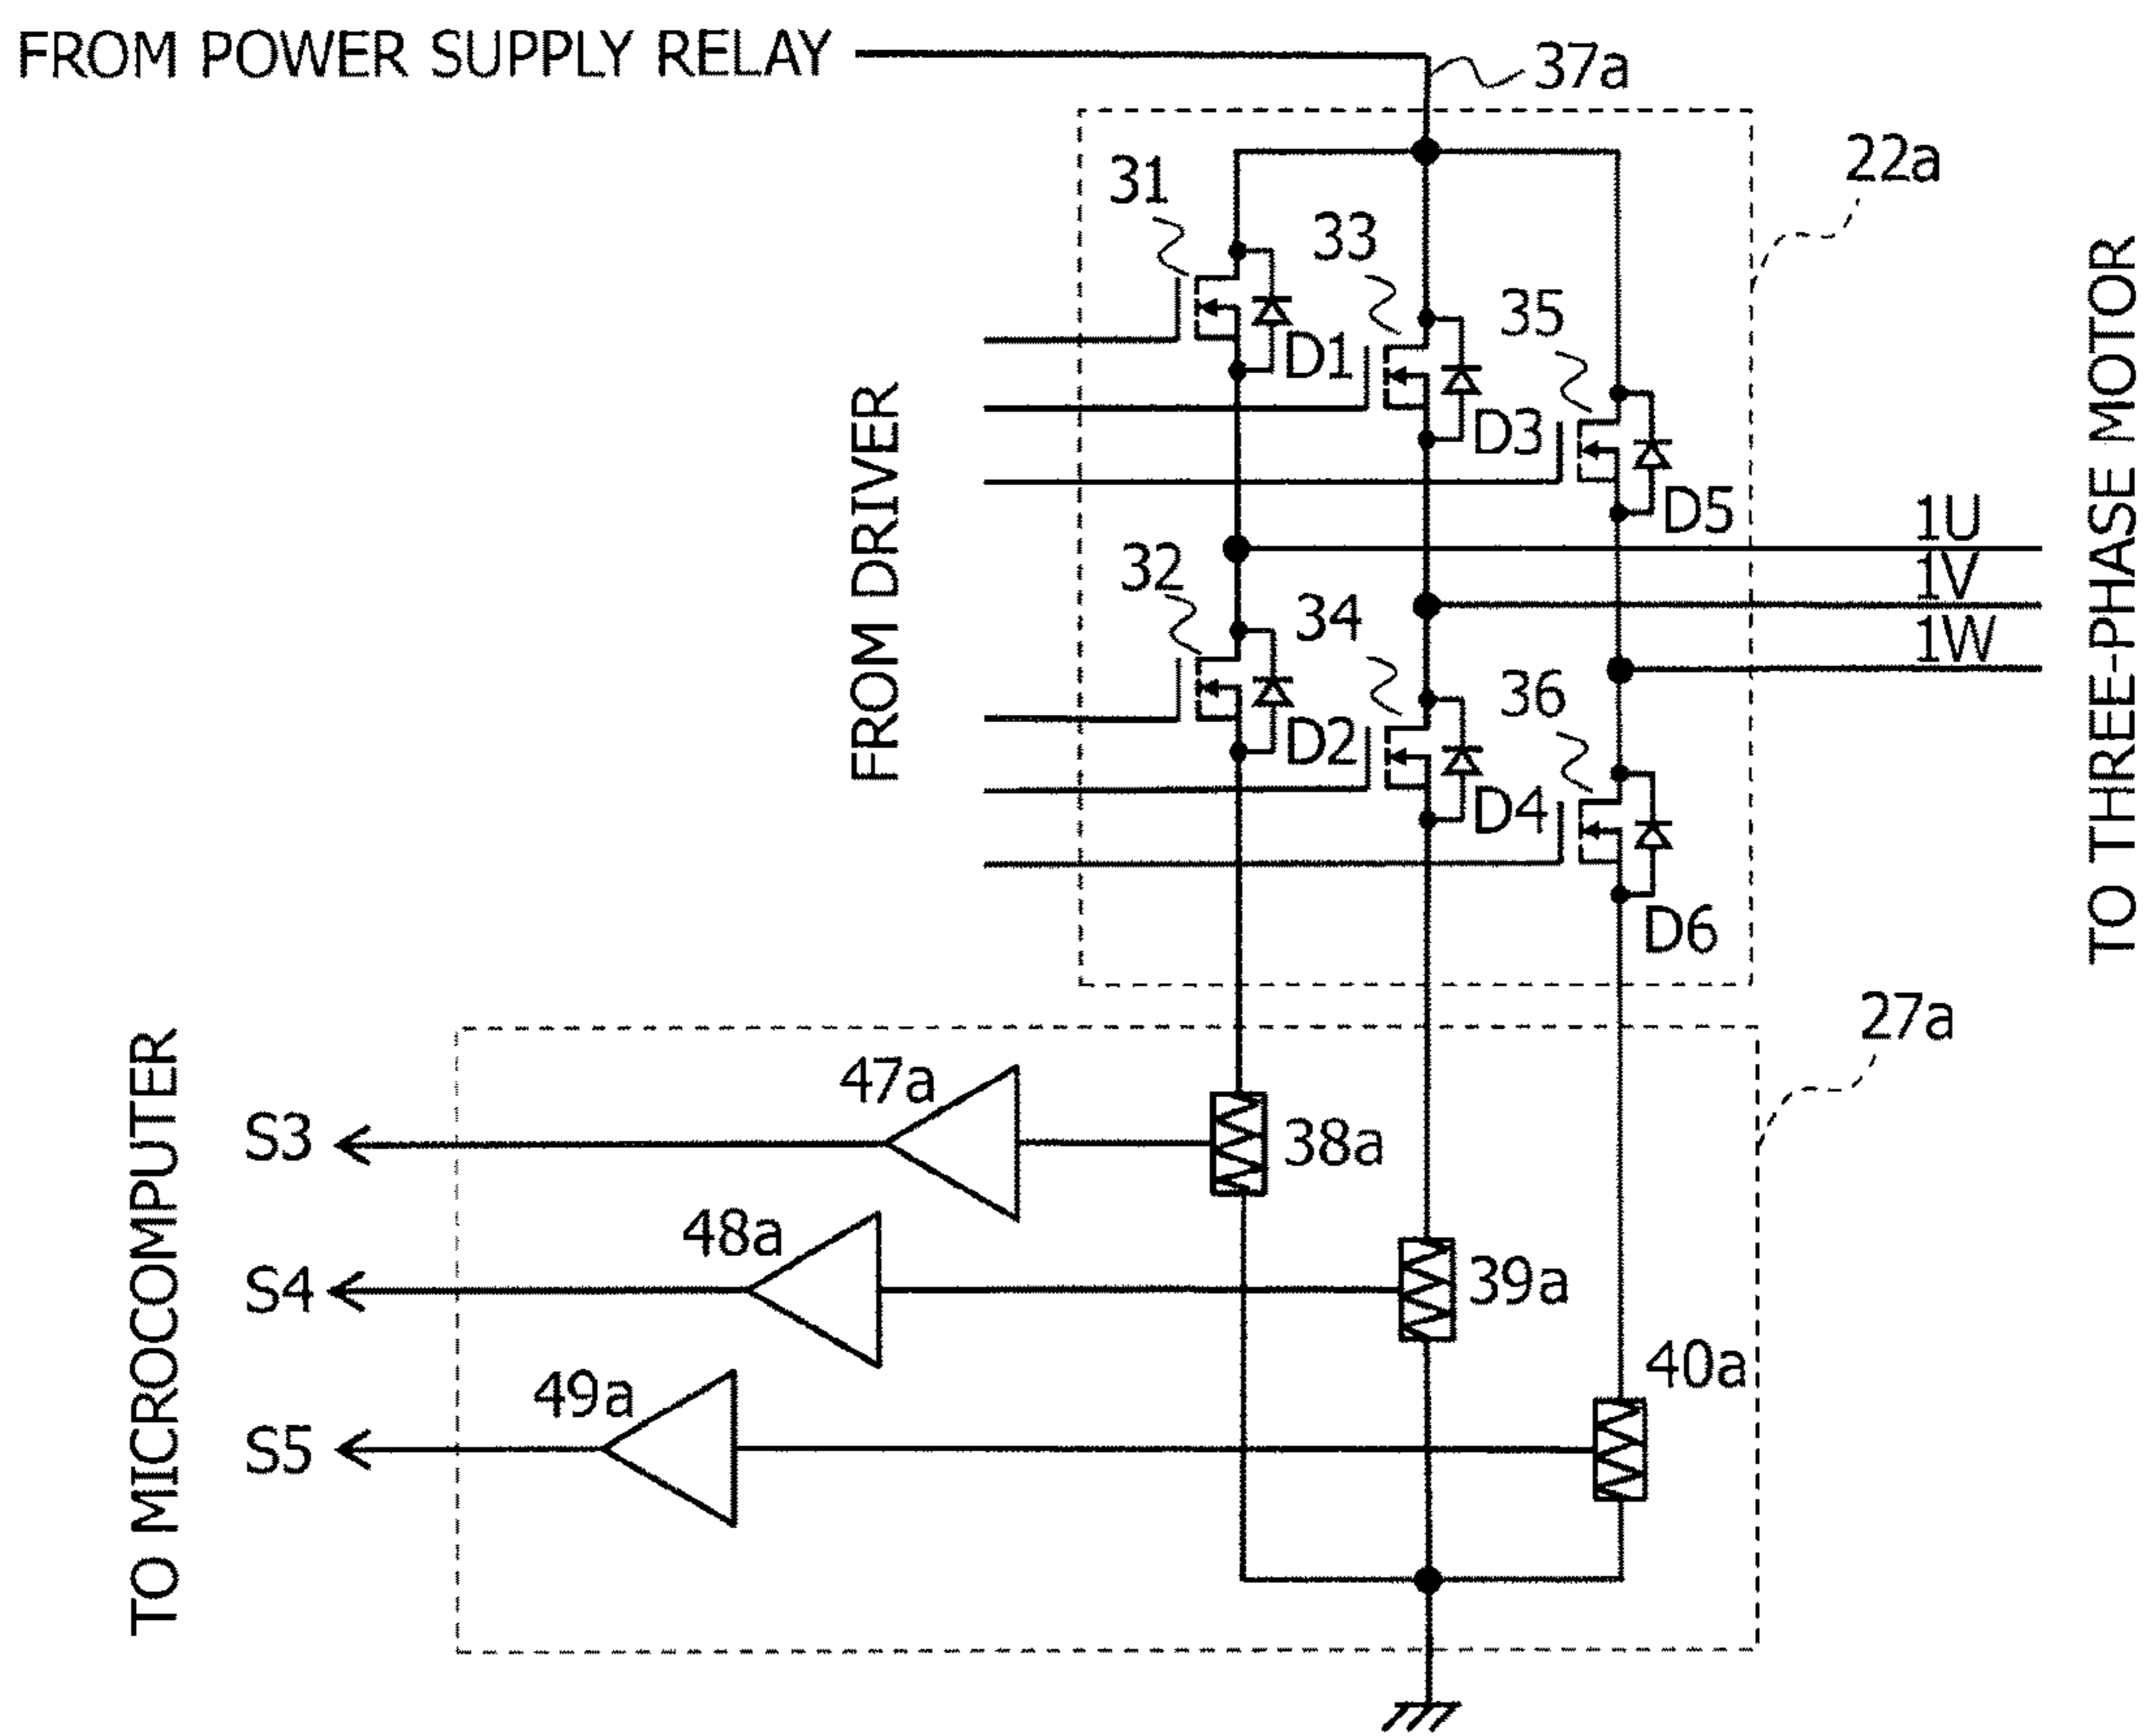 FROM POWER SUPPLY RELAY
37a
22a
31
33
35
D1
D3
D5
FROM DRIVER
1U
1V
1W
TO THREE-PHASE MOTOR
32
34
36
D2
D4
D6
27a
TO MICROCOMPUTER
S3
47a
38a
S4
48a
39a
S5
49a
40a